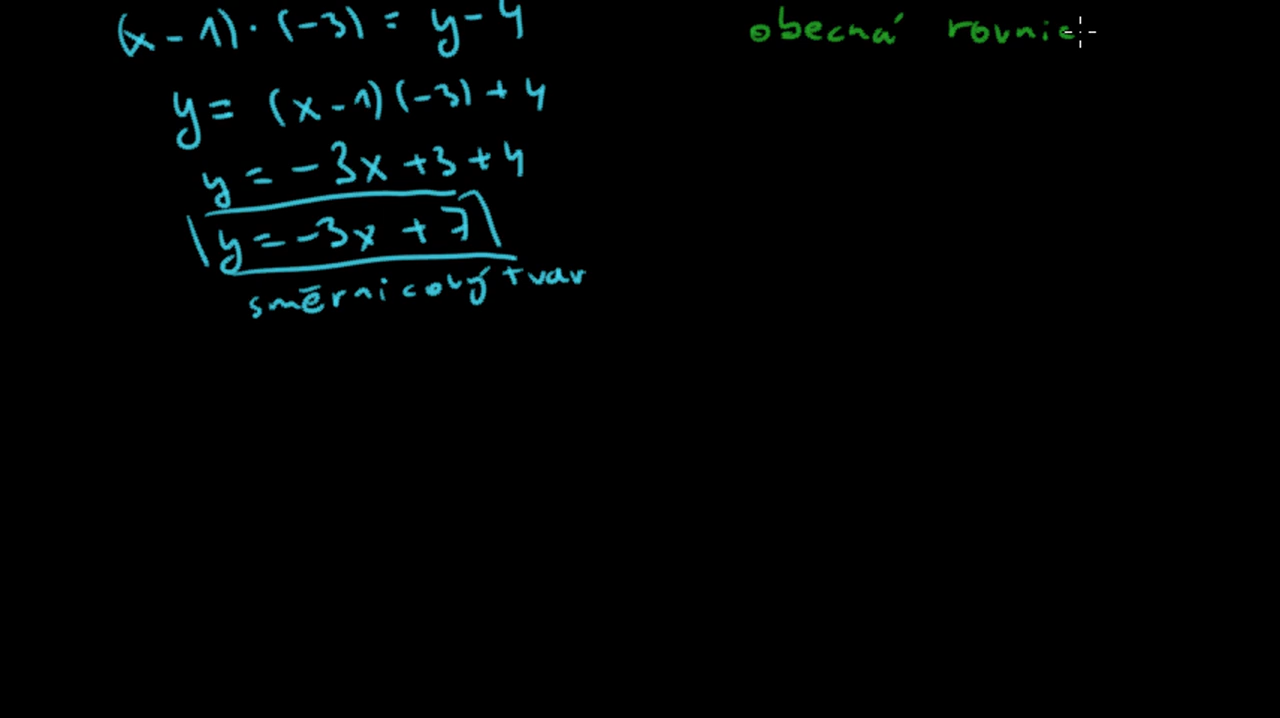 (x - 1) · (-3) = y - 4
obecná rovnic
y = (x - 1)(-3) + 4
y = - 3x + 3 + 4
y = -3x + 7
směrnicový tvar